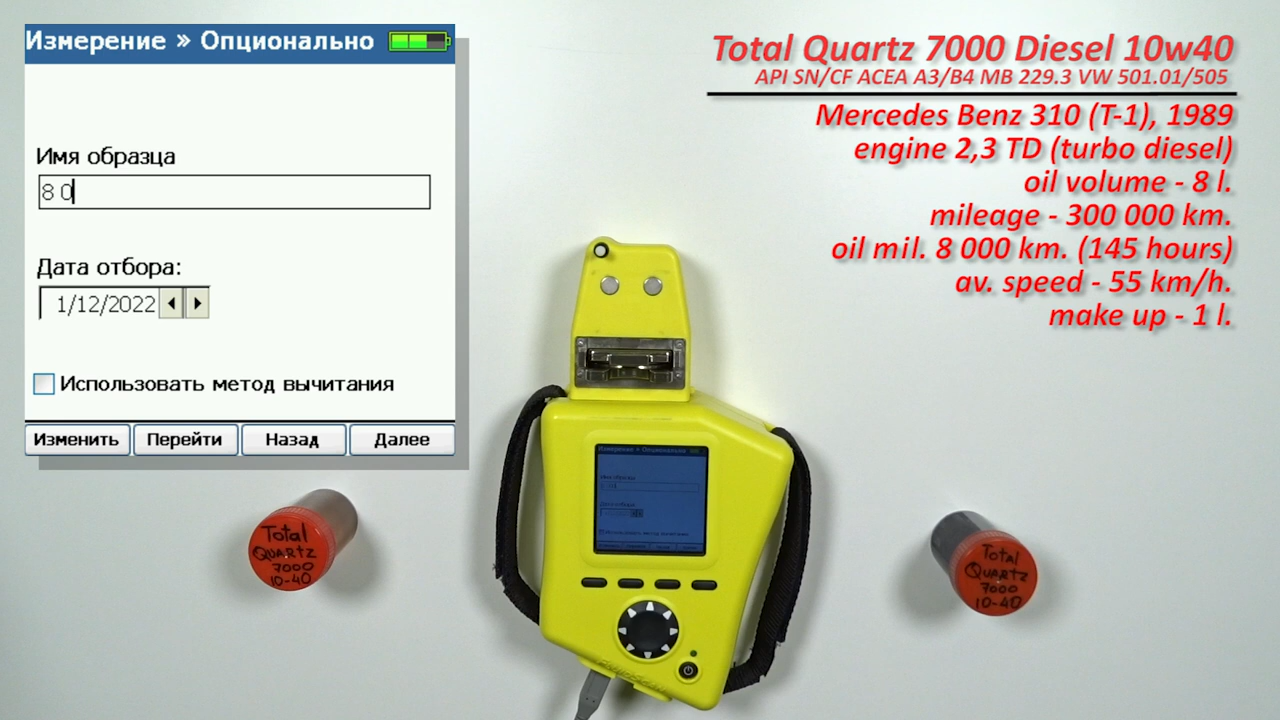 Измерение » Опционально
Имя образца
8 0
Дата отбора:
1/12/2022
Использовать метод вычитания
Изменить
Перейти
Назад
Далее
Total Quartz 7000 Diesel 10w40
API SN/CF ACEA A3/B4 MB 229.3 VW 501.01/505
Mercedes Benz 310 (T-1), 1989
engine 2,3 TD (turbo diesel)
oil volume - 8 l.
mileage - 300 000 km.
oil mil. 8 000 km. (145 hours)
av. speed - 55 km/h.
make up - 1 l.
Измерение » Опционально
Total
Quartz
7000
10-40
Total
Quartz
7000
10-40